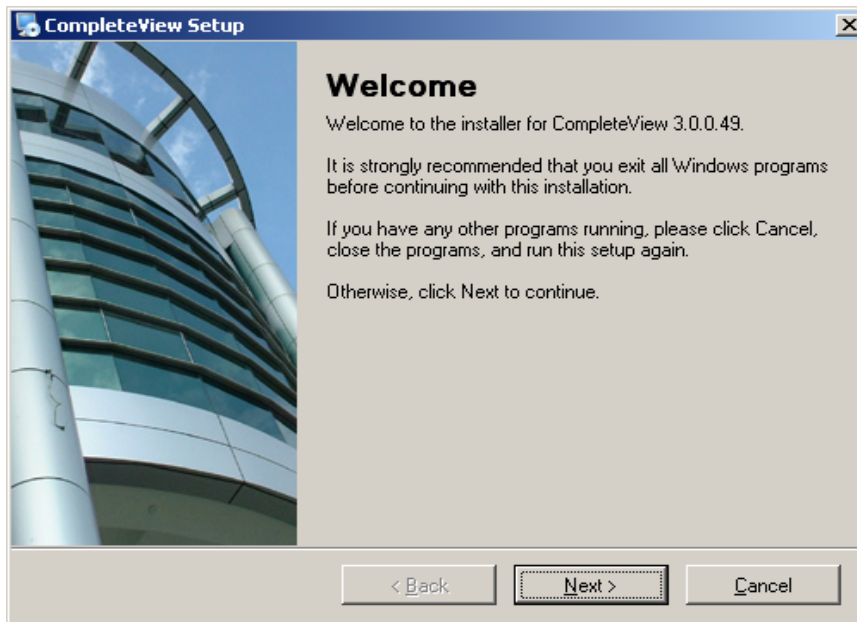 CompleteView Setup
Welcome
Welcome to the installer for CompleteView 3.0.0.49.
It is strongly recommended that you exit all Windows programs
before continuing with this installation.
If you have any other programs running, please click Cancel,
close the programs, and run this setup again.
Otherwise, click Next to continue.
< Back Next > Cancel